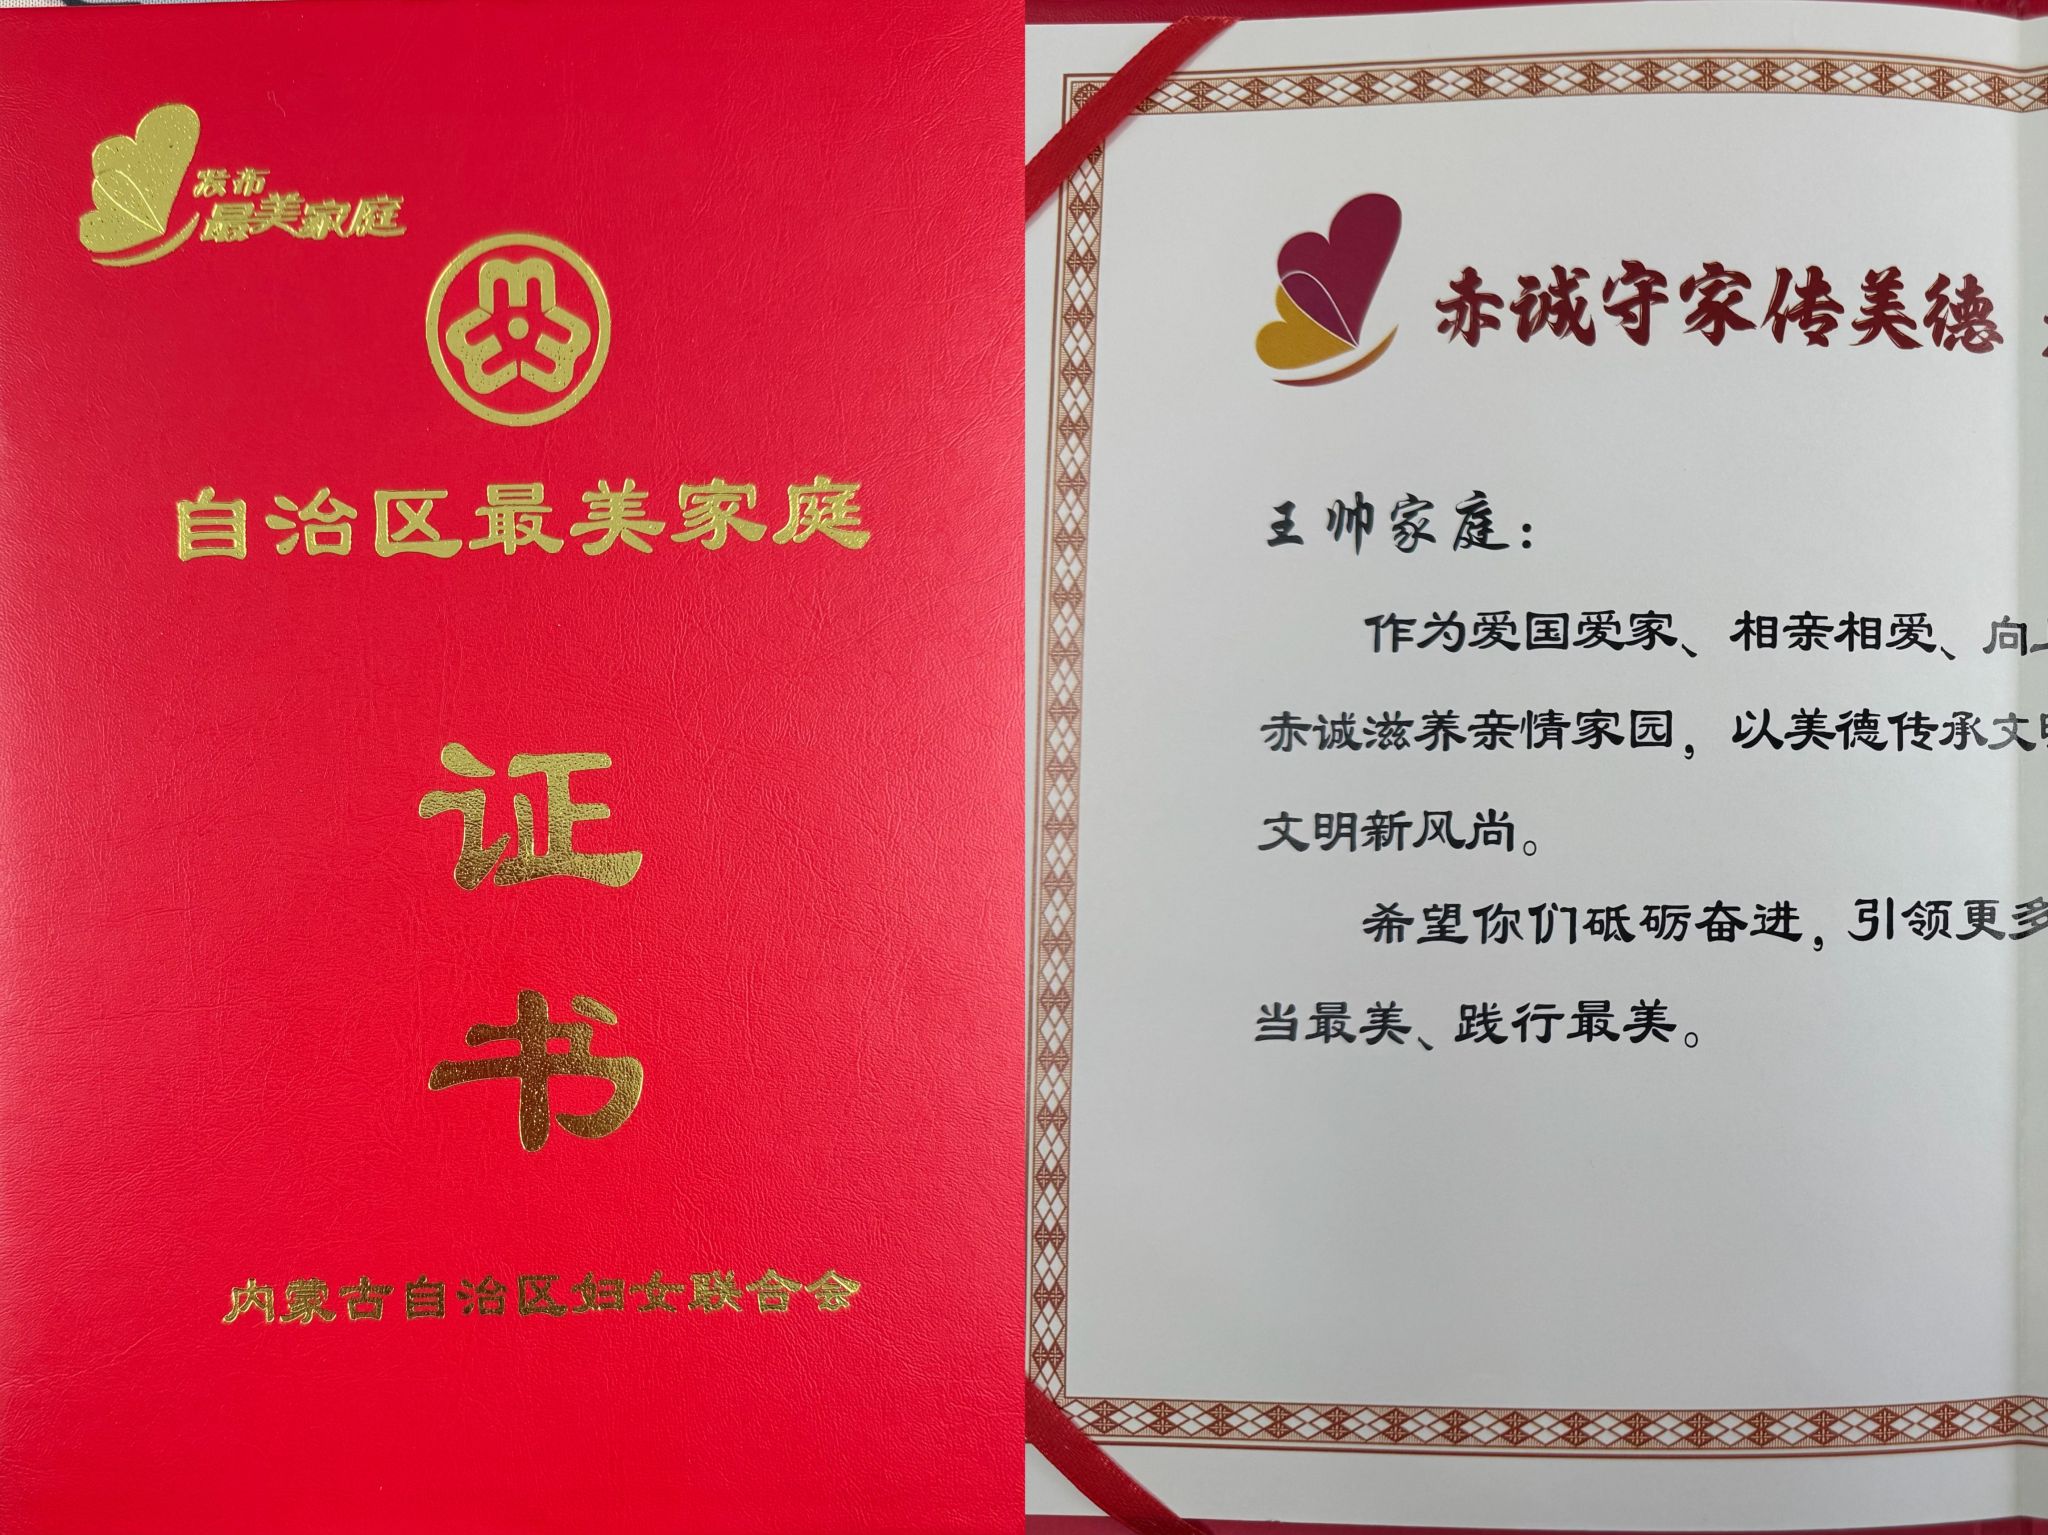 发布
最美家庭
自治区最美家庭
证
书
内蒙古自治区妇女联合会
赤诚守家传美德
王帅家庭：
作为爱国爱家、相亲相爱、向上
赤诚滋养亲情家园，以美德传承文明
文明新风尚。
希望你们砥砺奋进，引领更多
当最美、践行最美。